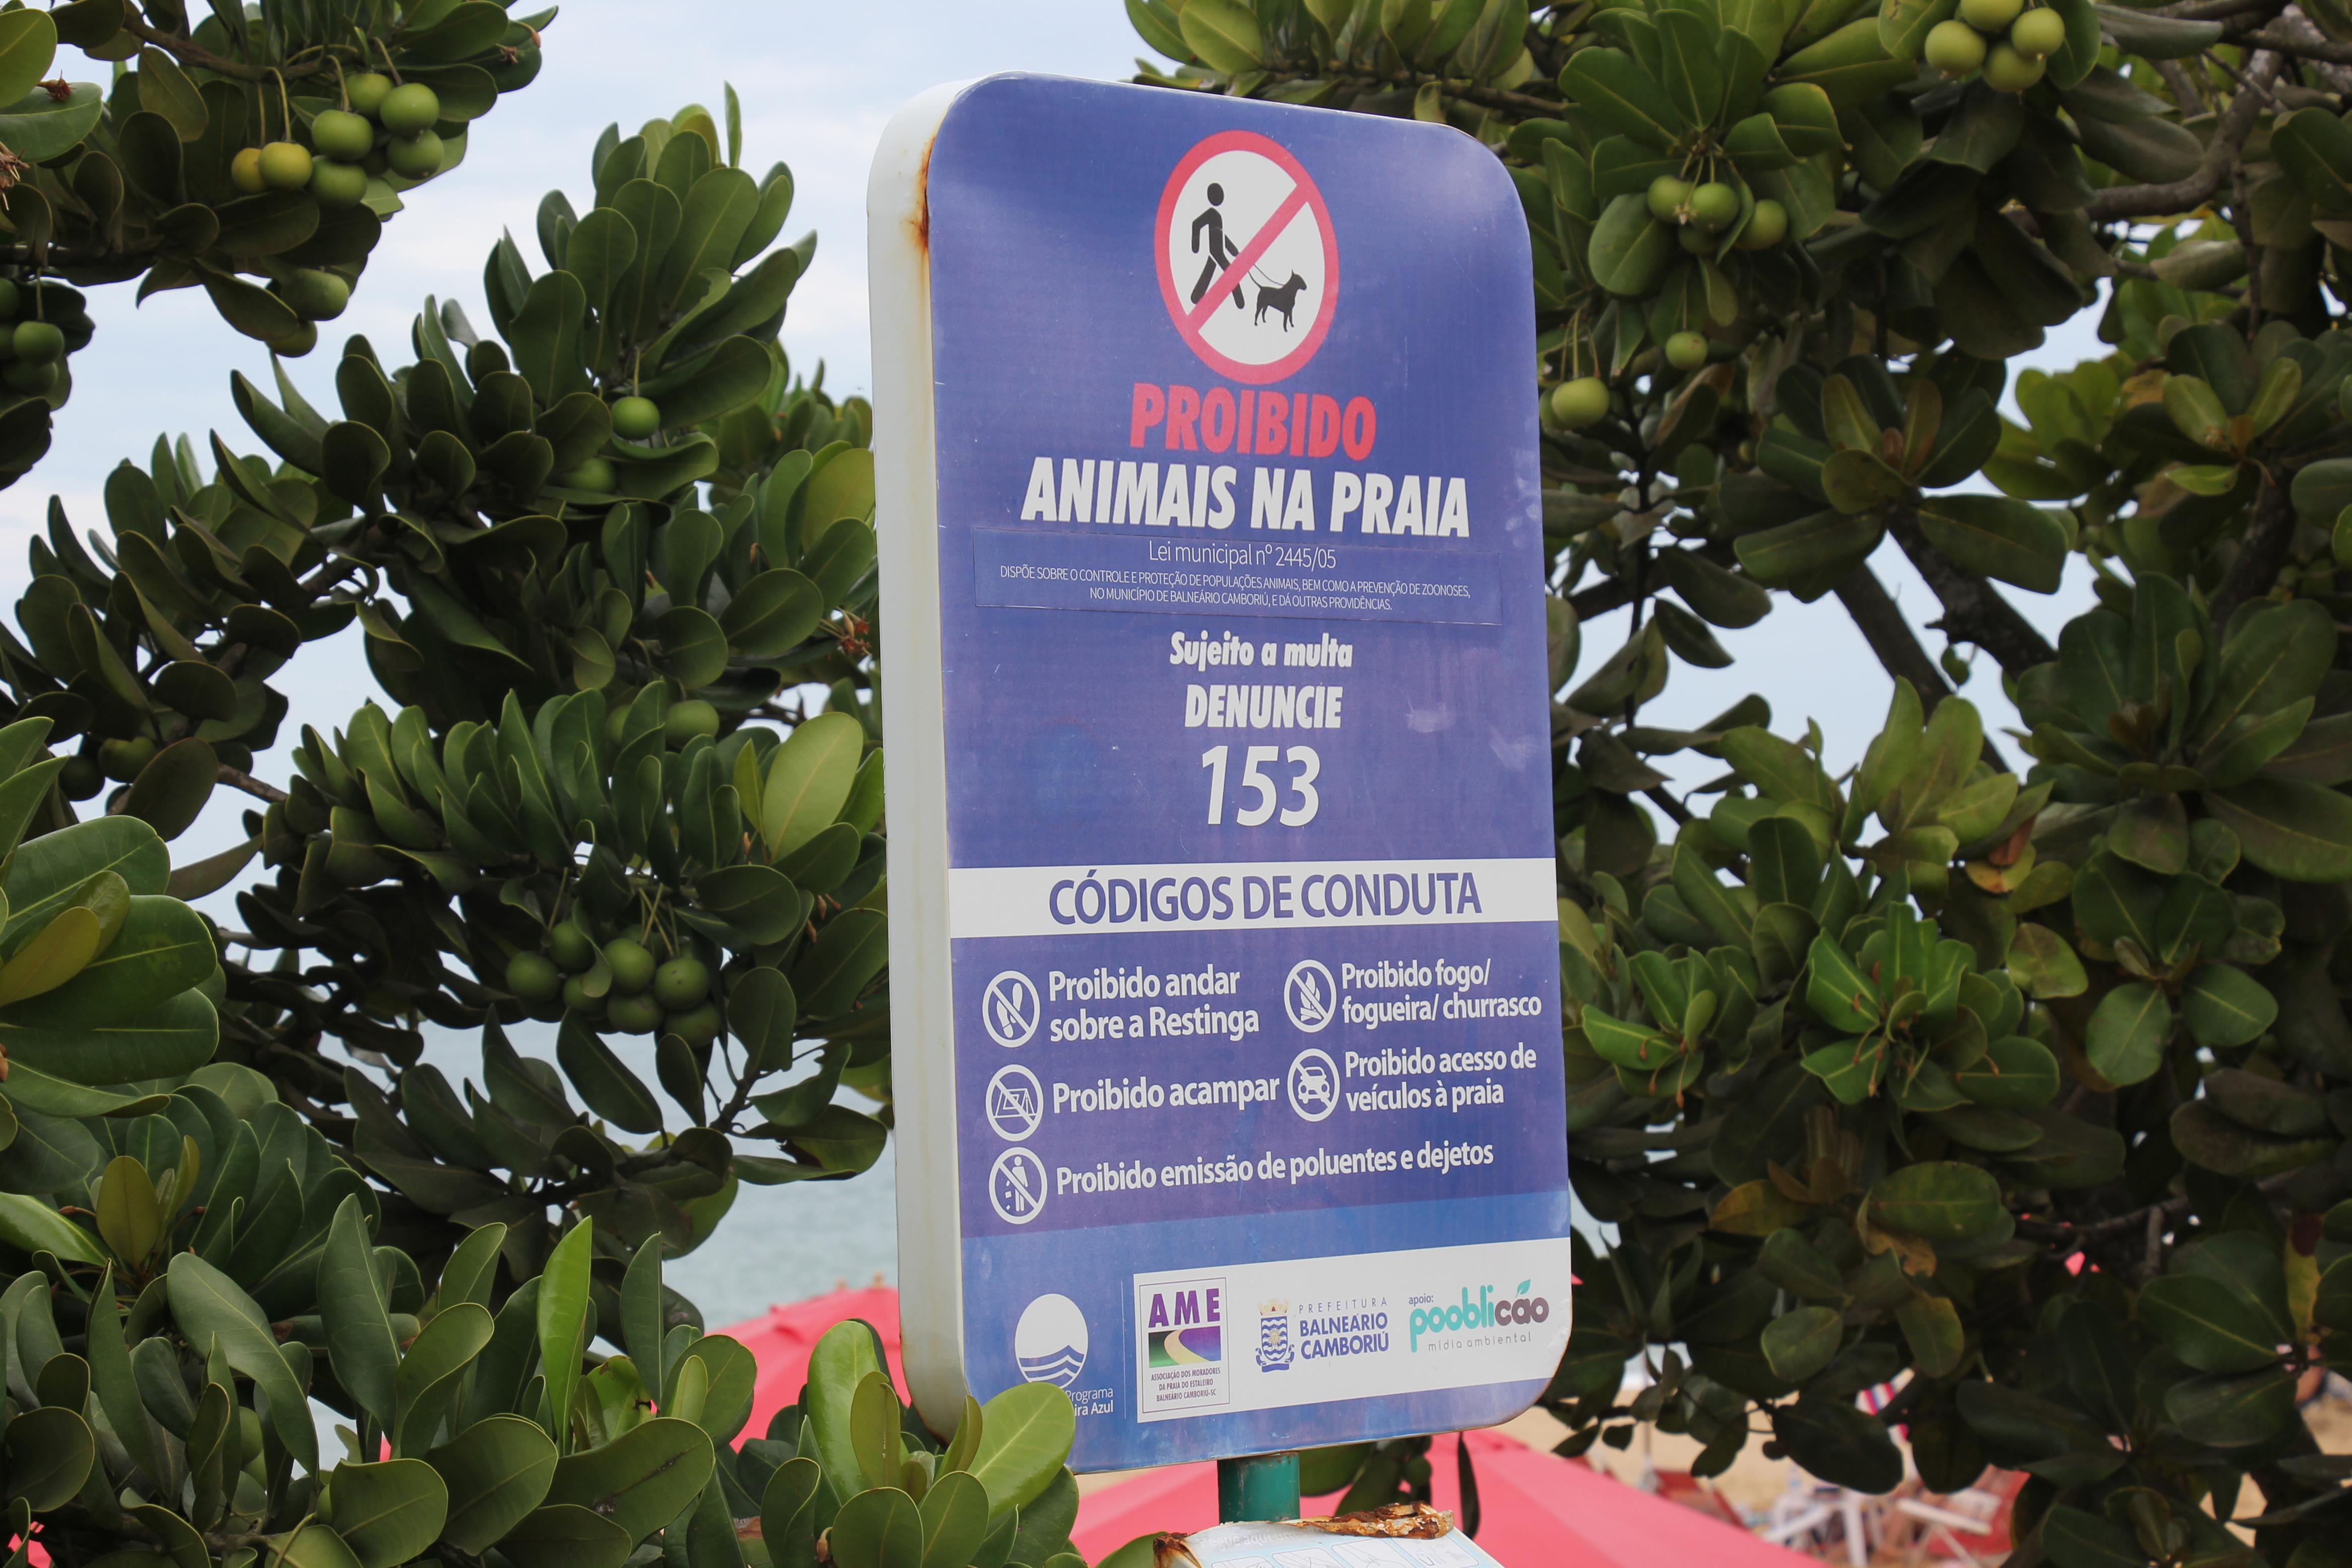 PROIBIDO
ANIMAIS NA PRAIA
Lei municipal nº 2445/05
DISPÕE SOBRE O CONTROLE E PROTEÇÃO DE POPULAÇÕES ANIMAIS, BEM COMO A PREVENÇÃO DE ZOONOSES,
NO MUNICÍPIO DE BALNEÁRIO CAMBORIÚ, E DÁ OUTRAS PROVIDÊNCIAS.
Sujeito a multa
DENUNCIE
153
CÓDIGOS DE CONDUTA
Proibido andar
sobre a Restinga
Proibido fogo/
fogueira/ churrasco
Proibido acampar
Proibido acesso de
veículos à praia
Proibido emissão de poluentes e dejetos
Programa
ira Azul
AME
ASSOCIAÇÃO DOS MORADORES
DA PRAIA DO ESTALEIRO
BALNEÁRIO CAMBORIÚ-SC
PREFEITURA
BALNEÁRIO
CAMBORIÚ
apoio:
pooblicão
mídia ambiental